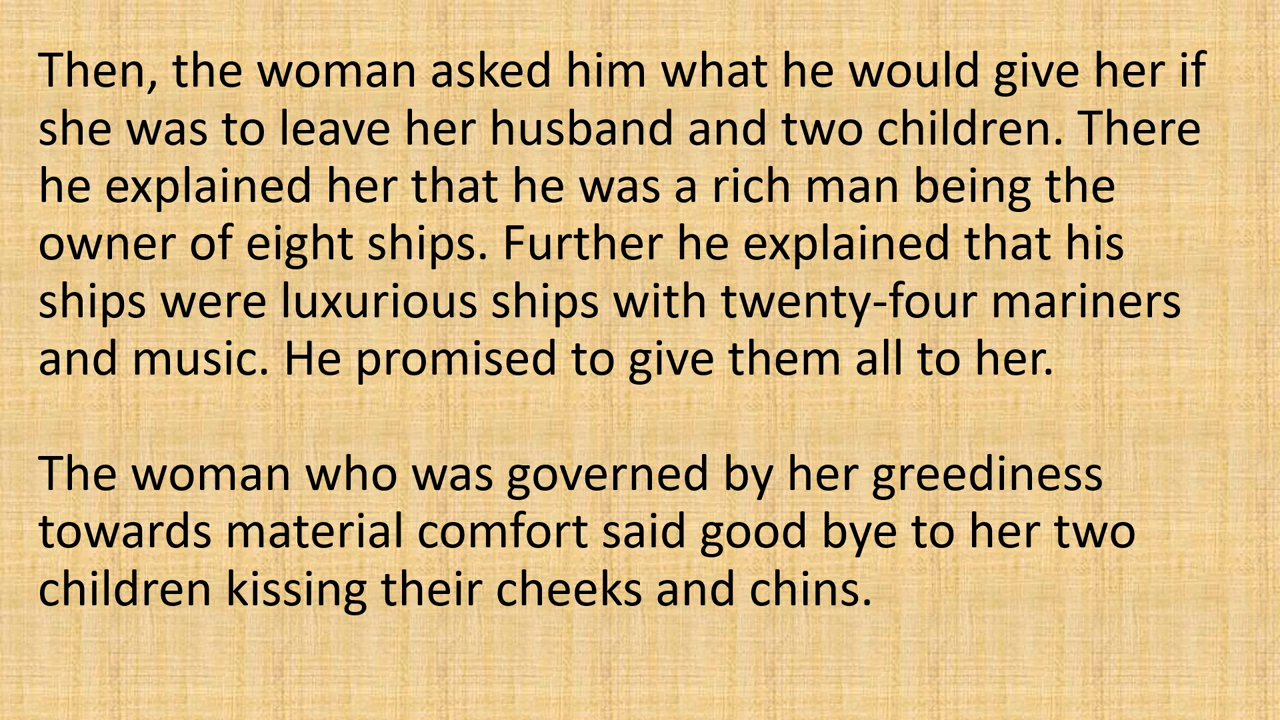 Then, the woman asked him what he would give her if
she was to leave her husband and two children. There
he explained her that he was a rich man being the
owner of eight ships. Further he explained that his
ships were luxurious ships with twenty-four mariners
and music. He promised to give them all to her.
The woman who was governed by her greediness
towards material comfort said good bye to her two
children kissing their cheeks and chins.